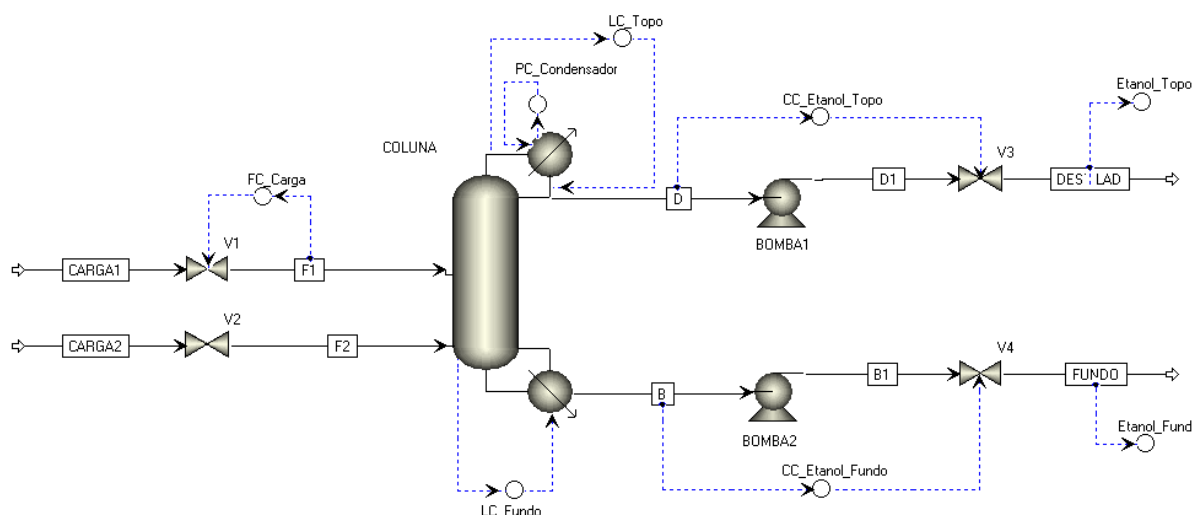 LC_Topo
PC_Condensador
Etanol_Topo
CC_Etanol_Topo
COLUNA
V3
FC_Carga
D
D1
DES LAD
BOMBA1
V1
CARGA1
F1
V2
CARGA2
F2
V4
B
B1
FUNDO
BOMBA2
Etanol_Fund
CC_Etanol_Fundo
LC_Fundo